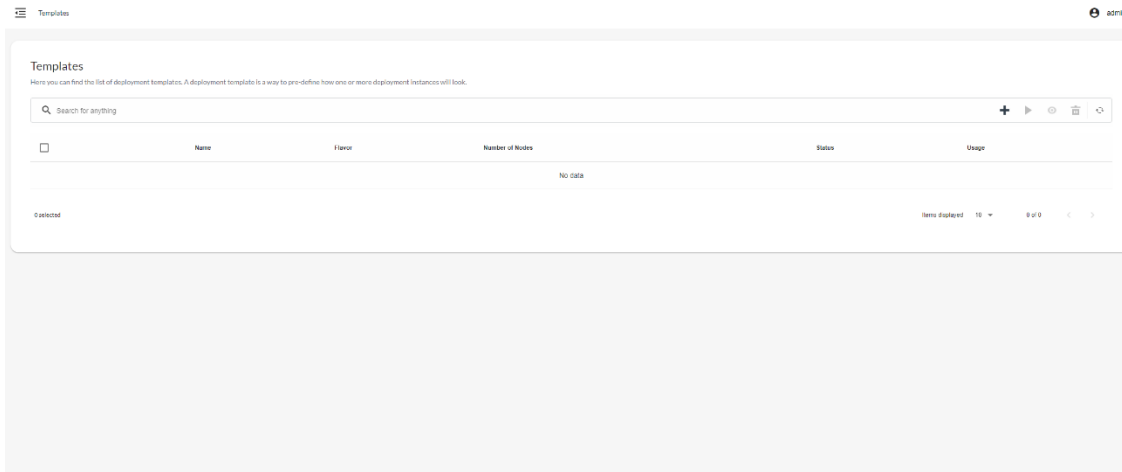 Templates
admi
Templates
Here you can find the list of deployment templates. A deployment template is a way to pre-define how one or more deployment instances will look.
Search for anything
Name Flavor Number of Nodes Status Usage
No data
0 selected
Items displayed 10 0 of 0